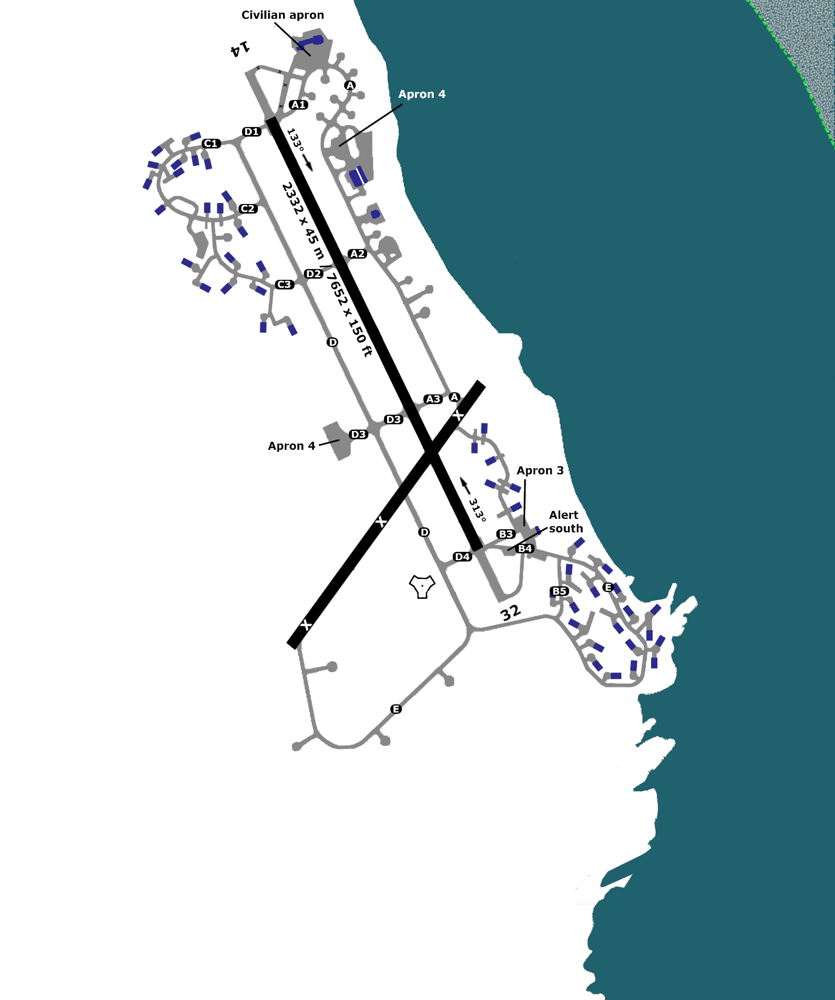 Civilian apron
14
A
Apron 4
A1
D1
133°
C1
2332 x 45 m / 7652 x 150 ft
C2
A2
D2
C3
D
A3
A
X
D3
D3
Apron 4
Apron 3
313°
Alert
south
X
D
B3
B4
D4
E
B5
32
X
E
x
x
x
x